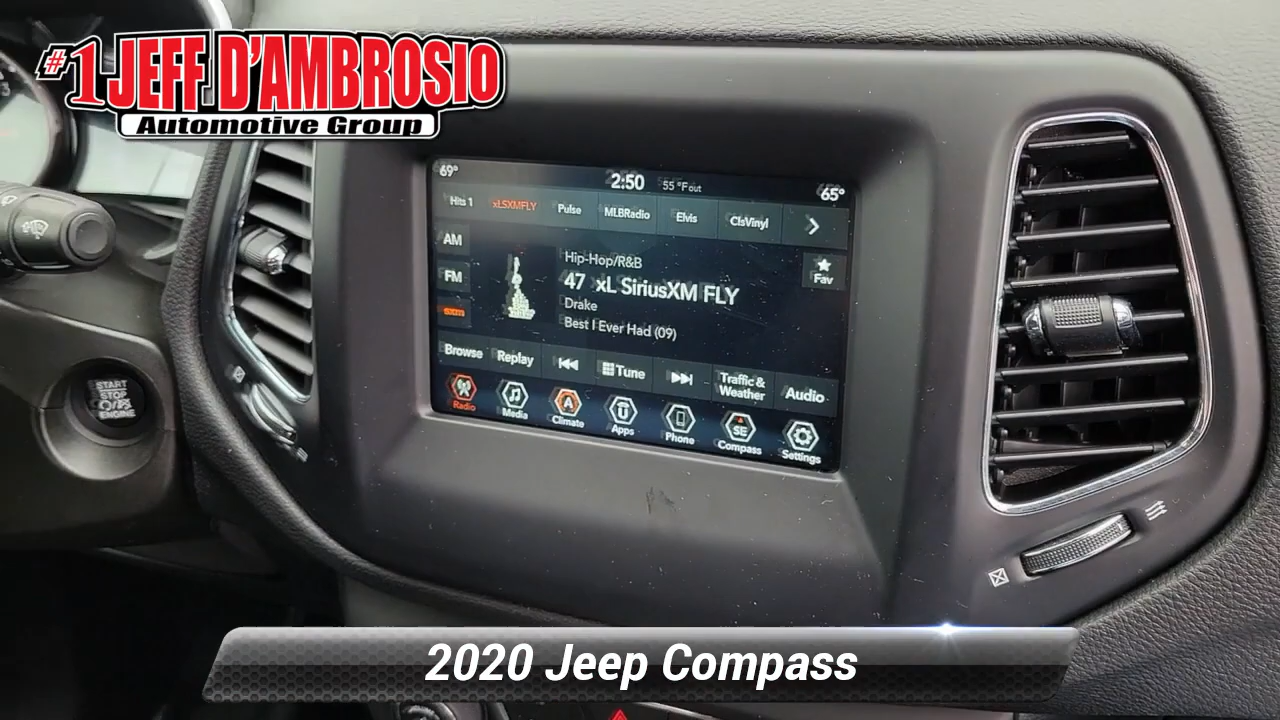 #1 JEFF D'AMBROSIO
Automotive Group
69°
2:50
55 °F out
65°
Hits 1
xLSXMFLY
Pulse
MLBRadio
Elvis
ClsVinyl
AM
FM
Hip-Hop/R&B
47 xL SiriusXM FLY
Drake
Best I Ever Had (09)
Fav
Browse
Replay
Tune
Traffic & Weather
Audio
Radio
Media
A
Climate
Apps
Phone
SE
Compass
Settings
START
STOP
ENGINE
2020 Jeep Compass